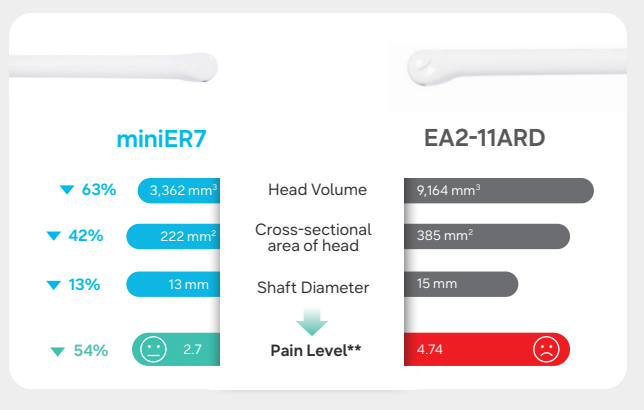 miniER7
EA2-11ARD
▼ 63%
3,362 mm³
Head Volume
9,164 mm³
▼ 42%
222 mm²
Cross-sectional
area of head
385 mm²
▼ 13%
13 mm
Shaft Diameter
15 mm
▼ 54%
2.7
Pain Level**
4.74